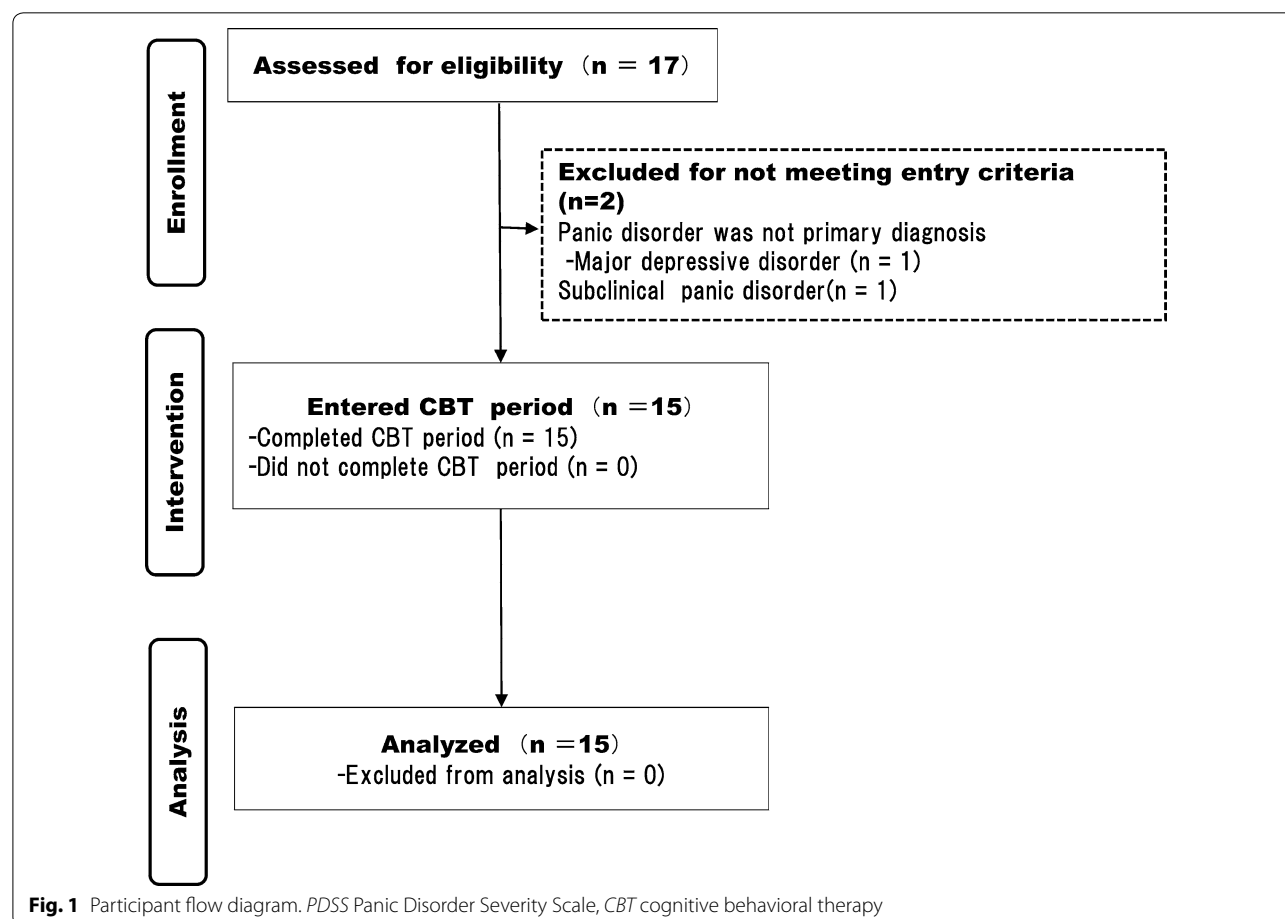 Enrollment
Assessed for eligibility （n = 17）
Excluded for not meeting entry criteria
(n=2)
Panic disorder was not primary diagnosis
-Major depressive disorder (n = 1)
Subclinical panic disorder(n = 1)
Intervention
Entered CBT period （n ＝15）
-Completed CBT period (n = 15)
-Did not complete CBT period (n = 0)
Analysis
Analyzed （n ＝15）
-Excluded from analysis (n = 0)
Fig. 1 Participant flow diagram. PDSS Panic Disorder Severity Scale, CBT cognitive behavioral therapy